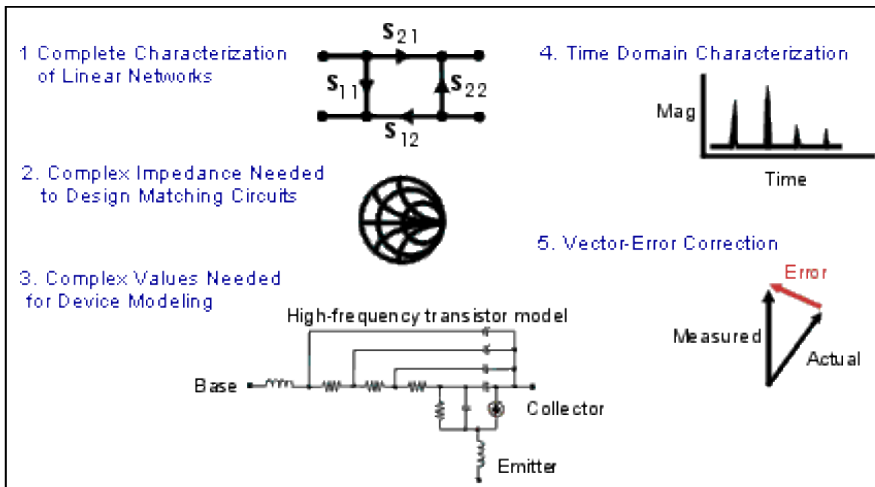 1 Complete Characterization
of Linear Networks
S21
S11
S22
S12
2. Complex Impedance Needed
to Design Matching Circuits
3. Complex Values Needed
for Device Modeling
High-frequency transistor model
Base
Collector
Emitter
4. Time Domain Characterization
Mag
Time
5. Vector-Error Correction
Error
Measured
Actual